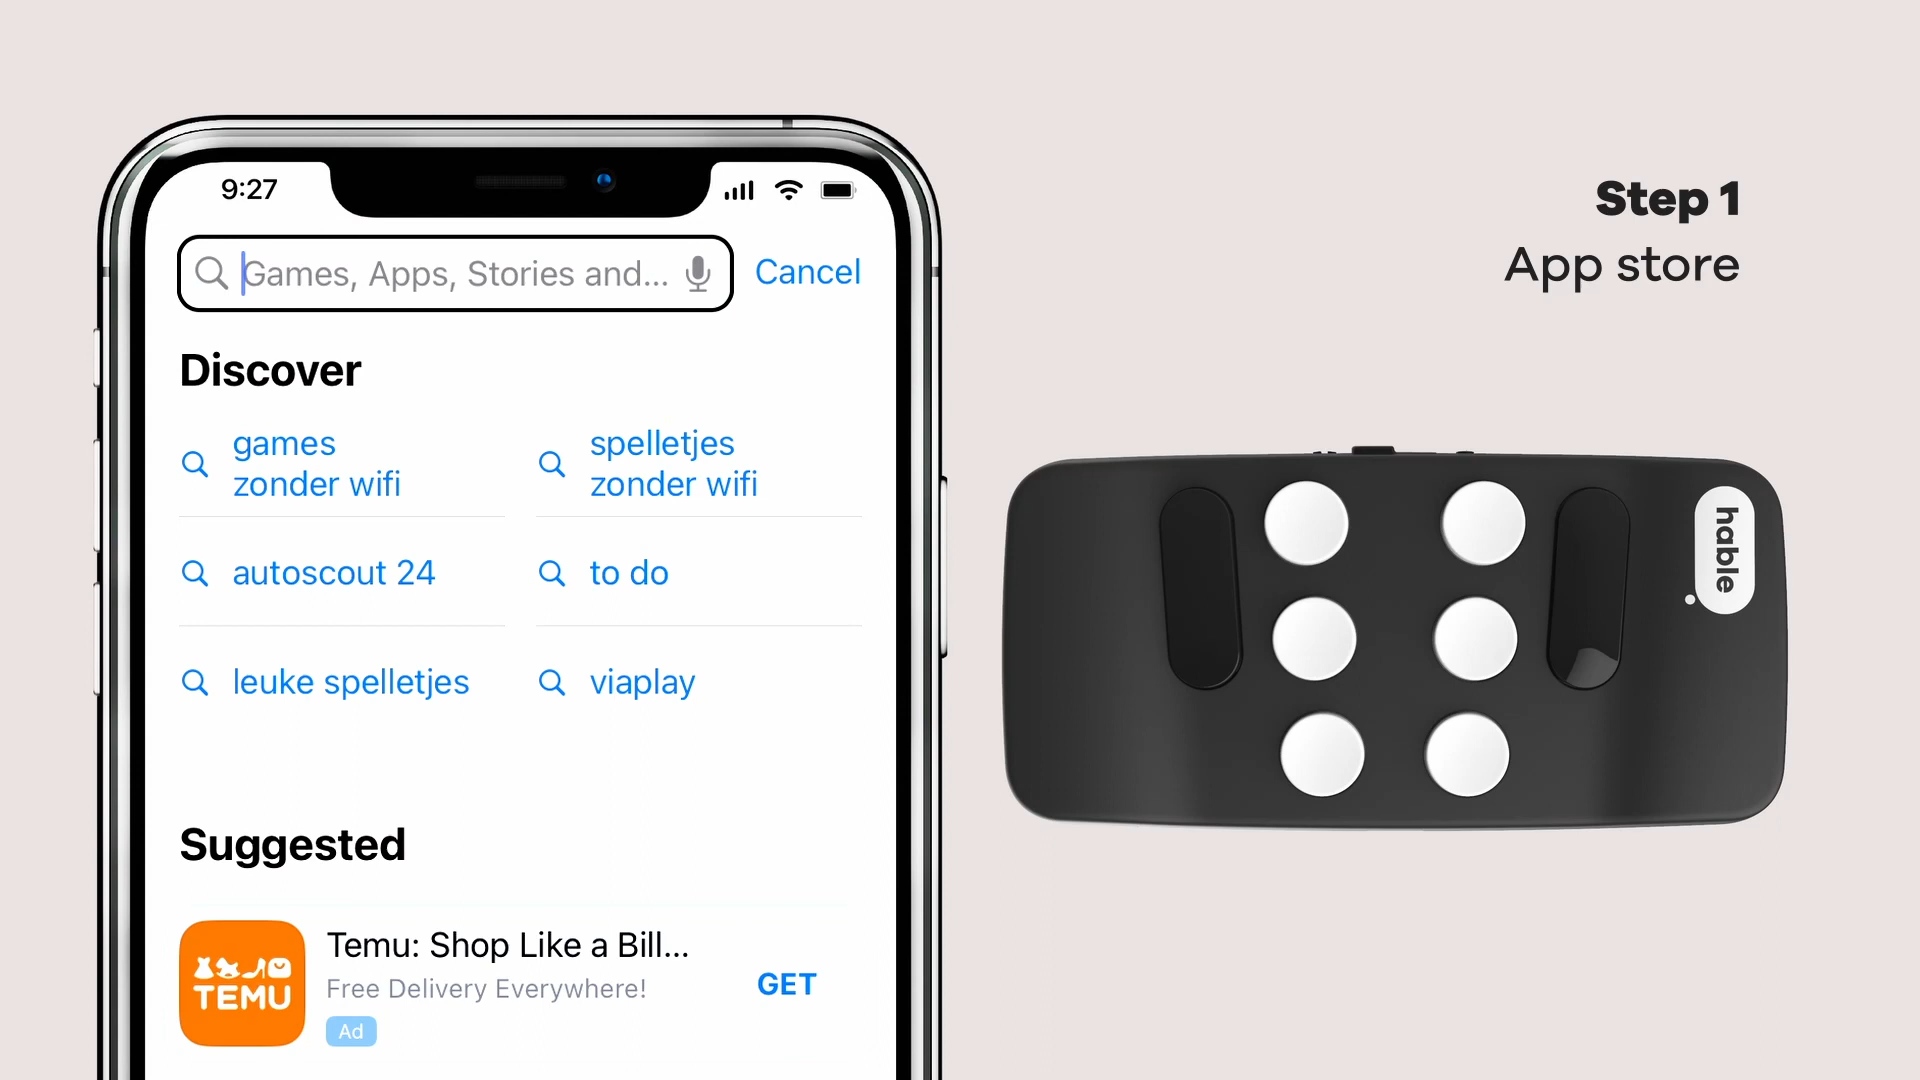 9:27
Games, Apps, Stories and...
Cancel
Discover
games
zonder wifi
spelletjes
zonder wifi
autoscout 24
to do
leuke spelletjes
viaplay
Suggested
TEMU
Temu: Shop Like a Bill...
Free Delivery Everywhere!
Ad
GET
Step 1
App store
hable